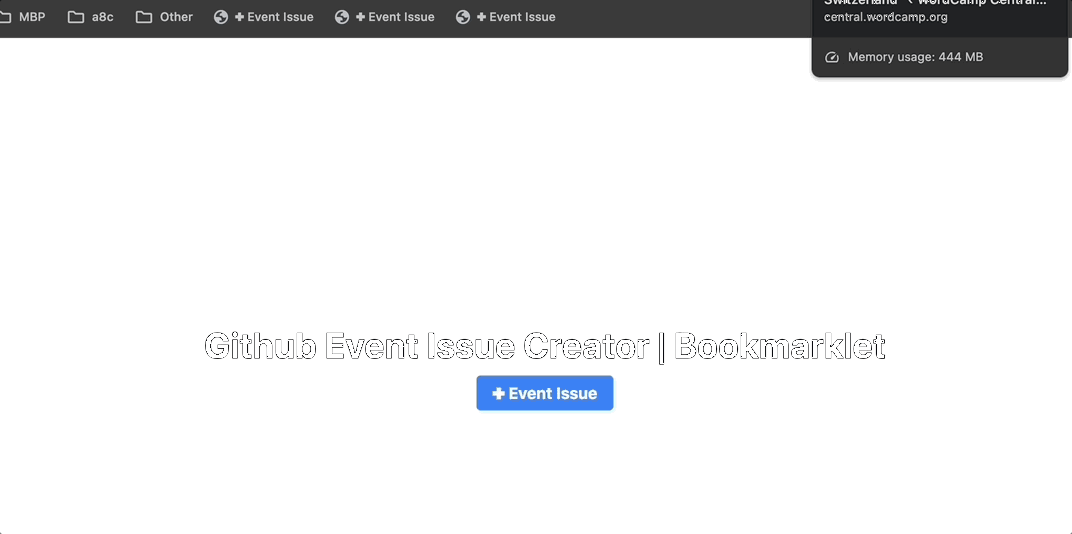 MBP a8c Other ✚ Event Issue ✚ Event Issue ✚ Event Issue
Switzerland" ‹ WordCamp Central...
central.wordcamp.org
Memory usage: 444 MB
Github Event Issue Creator | Bookmarklet
✚ Event Issue